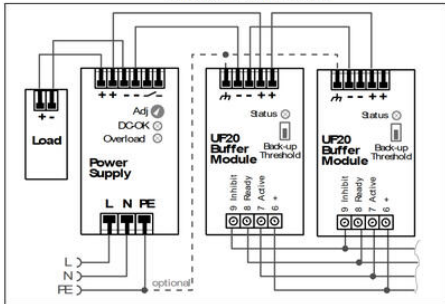 + -
Load
+ + - -
Adj
DC-OK
Overload
Power
Supply
L N PE
- - + +
Status
UF20
Buffer
Module
Back-up
Threshold
9 Inhibit
8 Ready
7 Active
6 +
- - + +
Status
UF20
Buffer
Module
Back-up
Threshold
9 Inhibit
8 Ready
7 Active
6 +
L
N
PE
optional